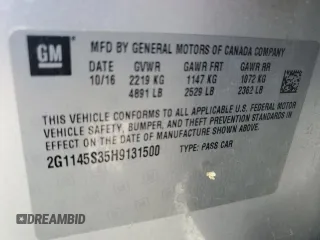 GM
MFD BY GENERAL MOTORS OF CANADA COMPANY
DATE GVWR GAWR FRT GAWR RR
10/16 2219 KG 1147 KG 1072 KG
4891 LB 2529 LB 2363 LB
THIS VEHICLE CONFORMS TO ALL APPLICABLE U.S. FEDERAL MOTOR
VEHICLE SAFETY, BUMPER, AND THEFT PREVENTION STANDARDS IN
EFFECT ON THE DATE OF MANUFACTURE SHOWN ABOVE.
2G1145S35H9131500 TYPE: PASS CAR
DREAMBID